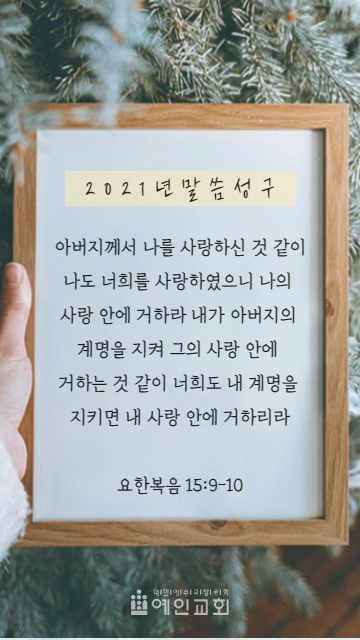 2021년말씀성구
아버지께서 나를 사랑하신 것 같이
나도 너희를 사랑하였으니 나의
사랑 안에 거하라 내가 아버지의
계명을 지켜 그의 사랑 안에
거하는 것 같이 너희도 내 계명을
지키면 내 사랑 안에 거하리라
요한복음 15:9-10
대한예수교장로회
예인교회